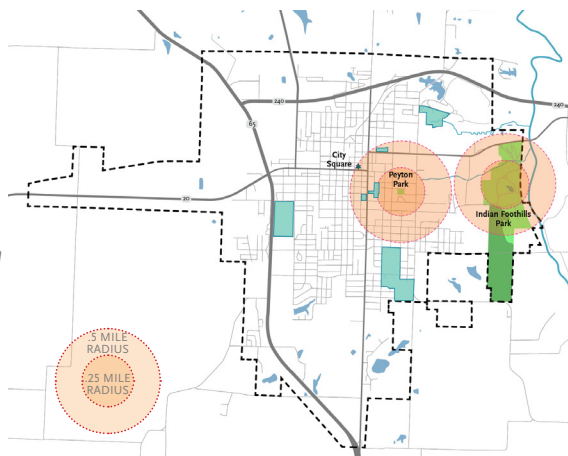 240
240
65
City
Square
Peyton
Park
20
Indian Foothills
Park
.5 MILE
RADIUS
.25 MILE
RADIUS